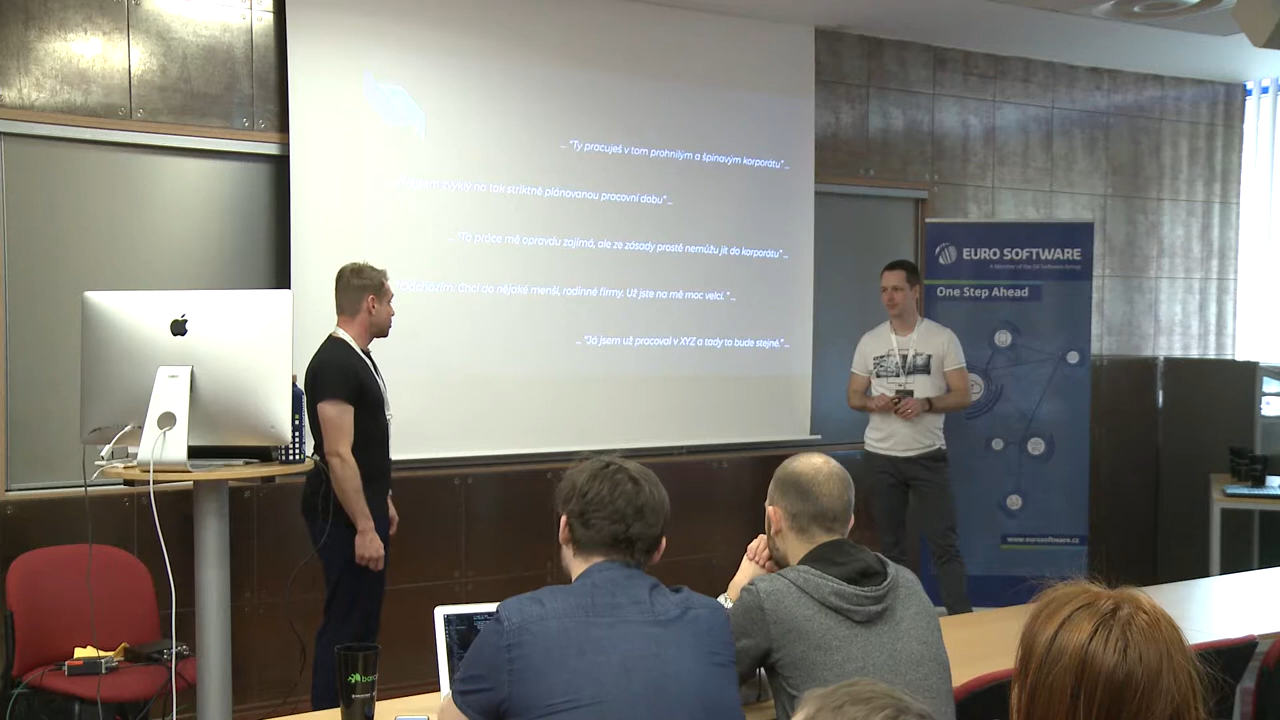 ... "Ty pracuješ v tom prohnilým a špinavým korporátu" ...
zvyklý na tak striktně plánovanou pracovní dobu" ...
... "Ta práce mě opravdu zajímá, ale ze zásady prostě nemůžu jít do korporátu" ...
Odcházím. Chci do nějaké menší, rodinné firmy. Už jste na mě moc velcí. " ...
... "Já jsem už pracoval v XYZ a tady to bude stejné." ...
EURO SOFTWARE
One Step Ahead
www.eurosoftware.cz